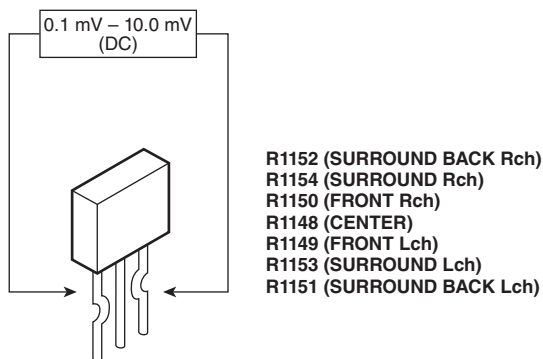 0.1 mV – 10.0 mV
(DC)
R1152 (SURROUND BACK Rch)
R1154 (SURROUND Rch)
R1150 (FRONT Rch)
R1148 (CENTER)
R1149 (FRONT Lch)
R1153 (SURROUND Lch)
R1151 (SURROUND BACK Lch)